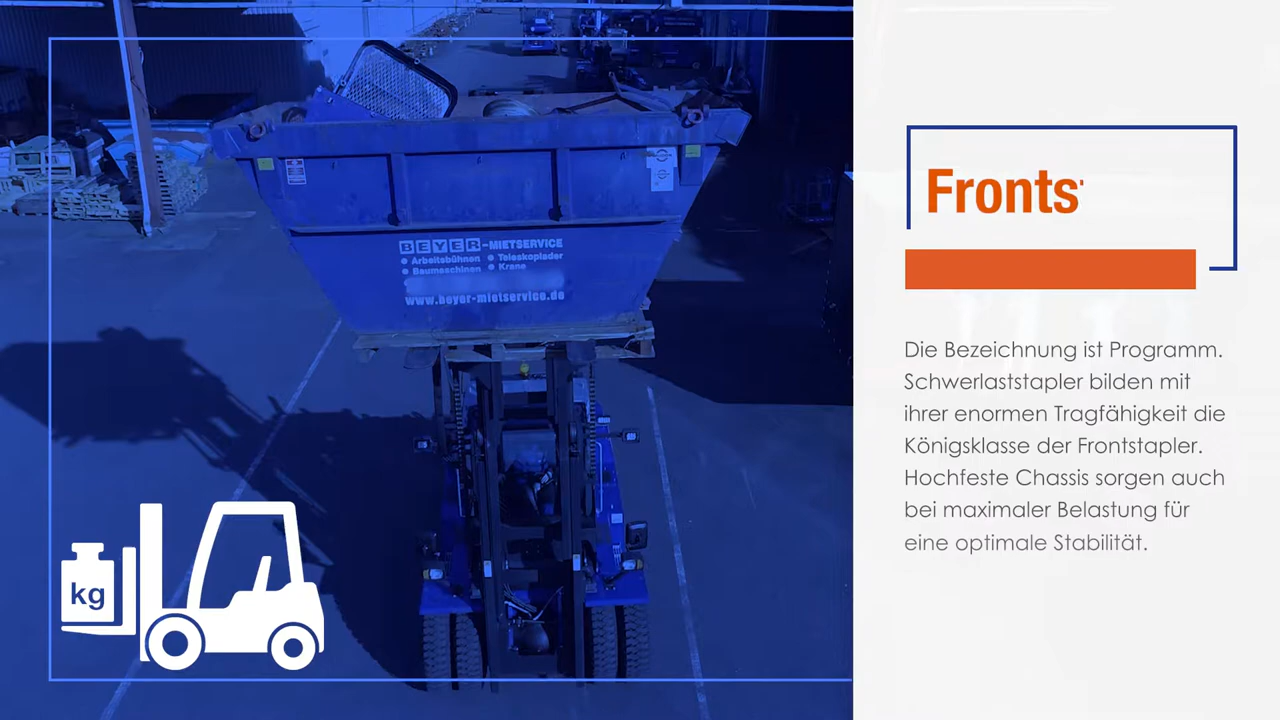 BEYER-MIETSERVICE
• Arbeitsbühnen • Teleskoplader
• Baumaschinen • Krane
www.beyer-mietservice.de
kg
Fronts
Die Bezeichnung ist Programm.
Schwerlaststapler bilden mit
ihrer enormen Tragfähigkeit die
Königsklasse der Frontstapler.
Hochfeste Chassis sorgen auch
bei maximaler Belastung für
eine optimale Stabilität.